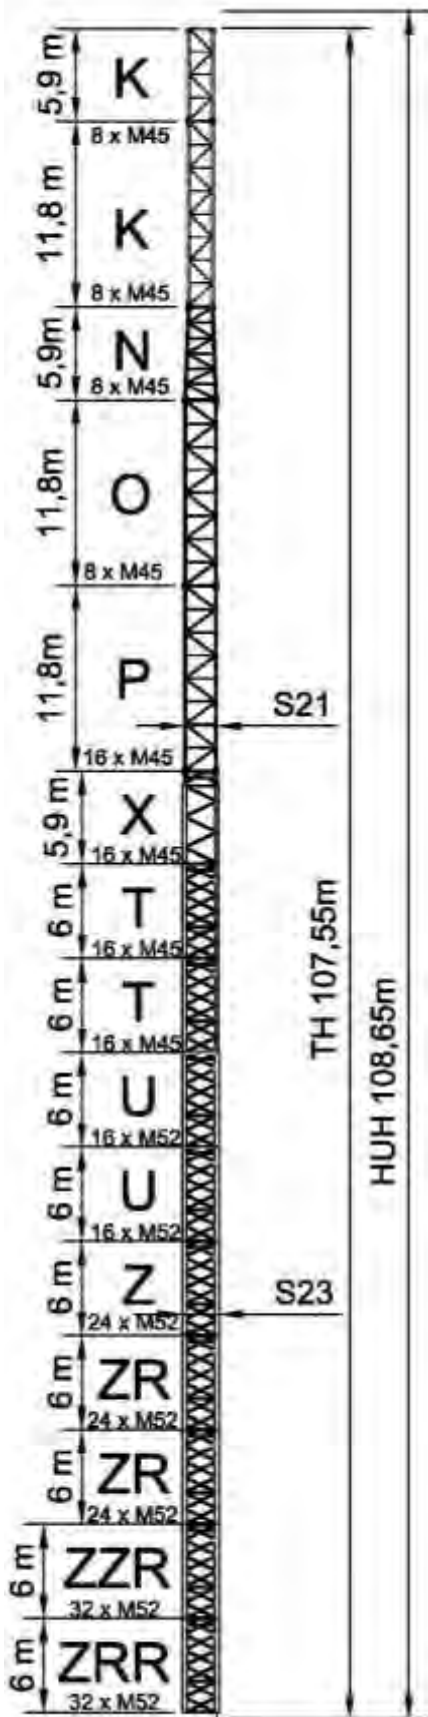 5,9 m
K
8 x M45
11,8 m
K
8 x M45
5,9m
N
8 x M45
11,8m
O
8 x M45
11,8m
P
S21
16 x M45
5,9 m
X
16 x M45
6 m
T
16 x M45
6 m
T
16 x M45
TH 107,55m
HUH 108,65m
6 m
U
16 x M52
6 m
U
16 x M52
6 m
Z
S23
24 x M52
6 m
ZR
24 x M52
6 m
ZR
24 x M52
6 m
ZZR
32 x M52
6 m
ZRR
32 x M52